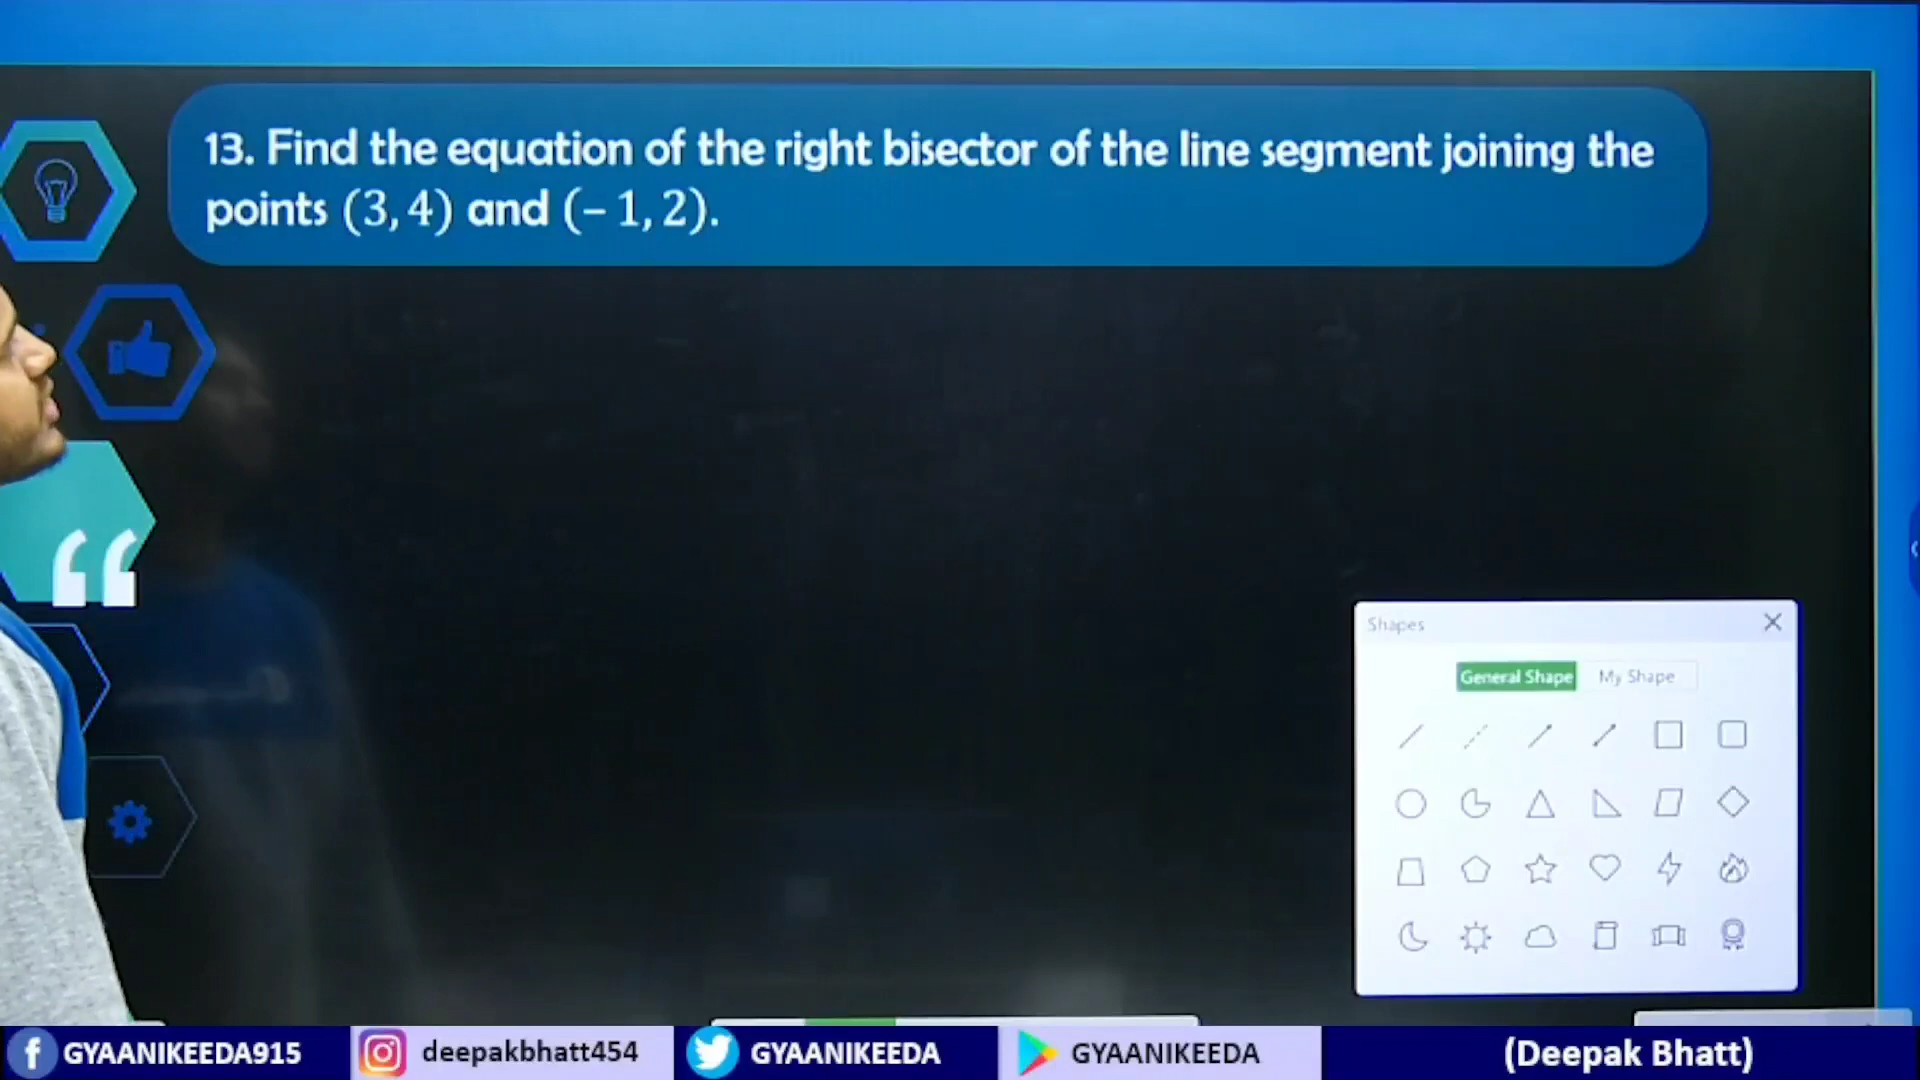 13. Find the equation of the right bisector of the line segment joining the
points (3, 4) and (– 1, 2).
Shapes
General Shape My Shape
GYAANIKEEDA915 deepakbhatt454 GYAANIKEEDA GYAANIKEEDA (Deepak Bhatt)